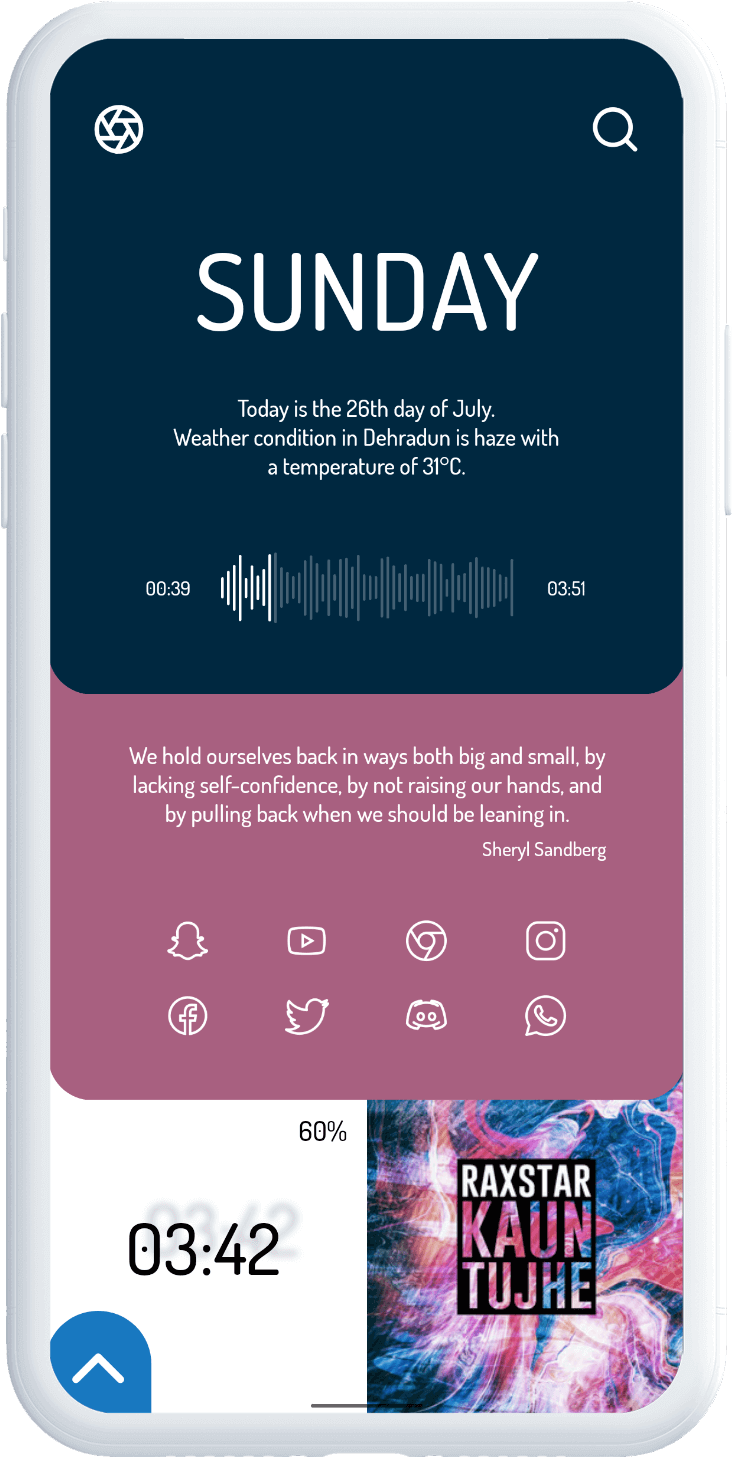 SUNDAY
Today is the 26th day of July.
Weather condition in Dehradun is haze with
a temperature of 31°C.
00:39
03:51
We hold ourselves back in ways both big and small, by
lacking self-confidence, by not raising our hands, and
by pulling back when we should be leaning in.
Sheryl Sandberg
60%
03:42
RAXSTAR
KAUN
TUJHE